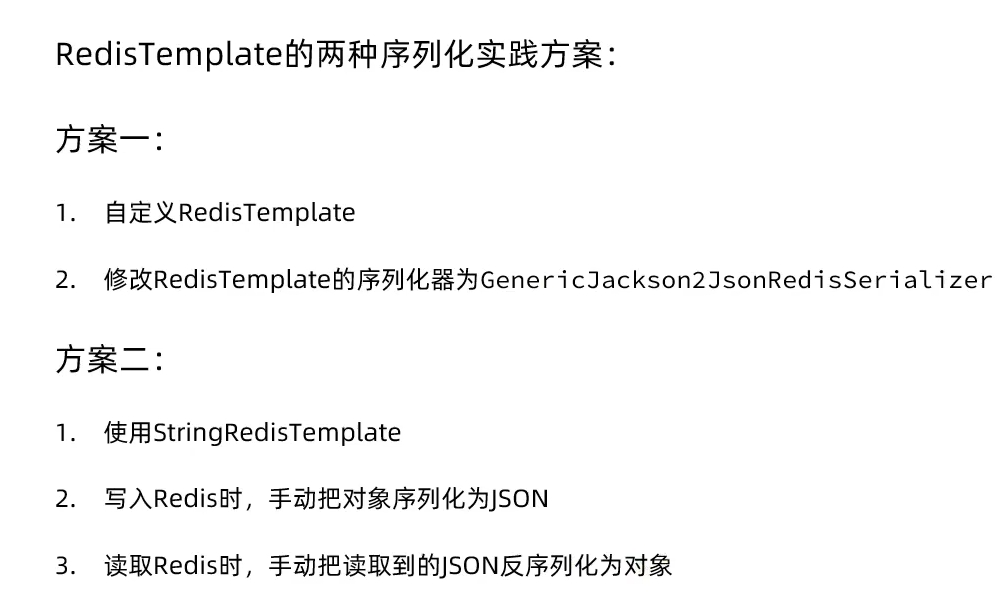 RedisTemplate的两种序列化实践方案：
方案一：
1. 自定义RedisTemplate
2. 修改RedisTemplate的序列化器为GenericJackson2JsonRedisSerializer
方案二：
1. 使用StringRedisTemplate
2. 写入Redis时，手动把对象序列化为JSON
3. 读取Redis时，手动把读取到的JSON反序列化为对象